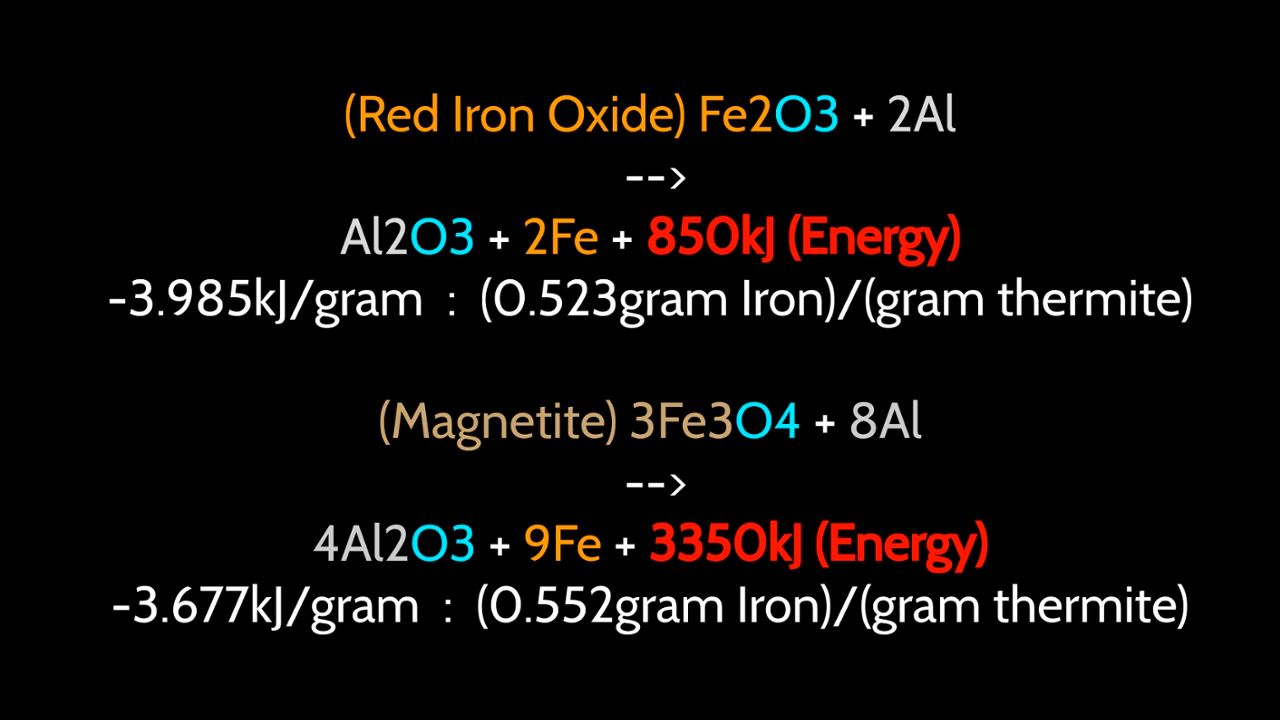 (Red Iron Oxide) Fe2O3 + 2Al
-->
Al2O3 + 2Fe + 850kJ (Energy)
-3.985kJ/gram : (0.523gram Iron)/(gram thermite)
(Magnetite) 3Fe3O4 + 8Al
-->
4Al2O3 + 9Fe + 3350kJ (Energy)
-3.677kJ/gram : (0.552gram Iron)/(gram thermite)